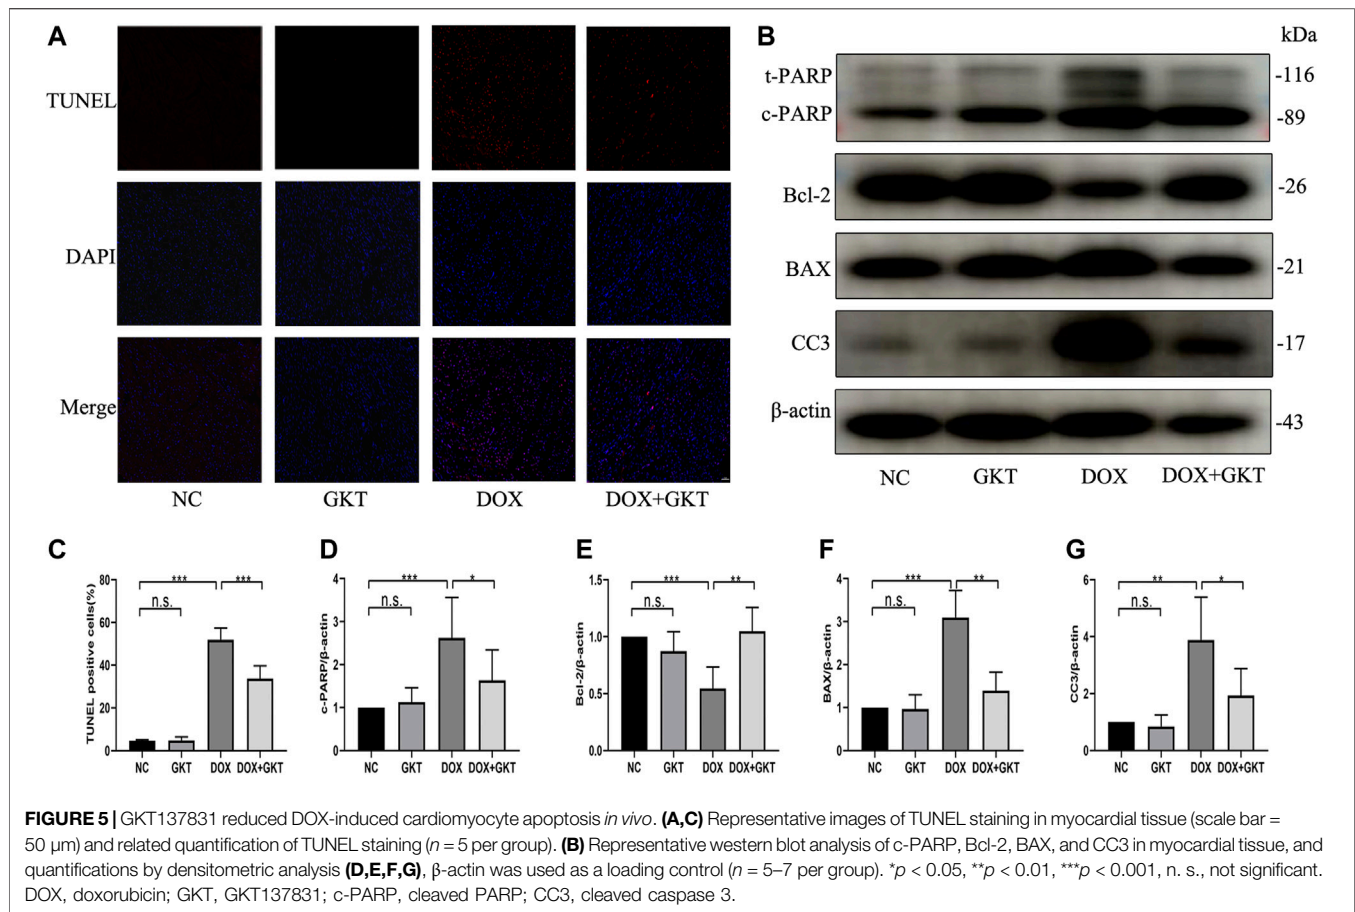 A
TUNEL
DAPI
Merge
NC GKT DOX DOX+GKT
B
kDa
t-PARP -116
c-PARP -89
Bcl-2 -26
BAX -21
CC3 -17
β-actin -43
NC GKT DOX DOX+GKT
C
TUNEL positive cells(%)
80
60
40
20
0
*** ***
n.s.
NC GKT DOX DOX+GKT
D
c-PARP/β-actin
4
3
2
1
0
*** *
n.s.
NC GKT DOX DOX+GKT
E
Bcl-2/β-actin
1.5
1.0
0.5
0.0
*** **
n.s.
NC GKT DOX DOX+GKT
F
BAX/β-actin
4
3
2
1
0
*** **
n.s.
NC GKT DOX DOX+GKT
G
CC3/β-actin
6
4
2
0
** *
n.s.
NC GKT DOX DOX+GKT
FIGURE 5 | GKT137831 reduced DOX-induced cardiomyocyte apoptosis in vivo. (A,C) Representative images of TUNEL staining in myocardial tissue (scale bar =
50 μm) and related quantification of TUNEL staining (n = 5 per group). (B) Representative western blot analysis of c-PARP, Bcl-2, BAX, and CC3 in myocardial tissue, and
quantifications by densitometric analysis (D,E,F,G), β-actin was used as a loading control (n = 5–7 per group). *p < 0.05, **p < 0.01, ***p < 0.001, n. s., not significant.
DOX, doxorubicin; GKT, GKT137831; c-PARP, cleaved PARP; CC3, cleaved caspase 3.